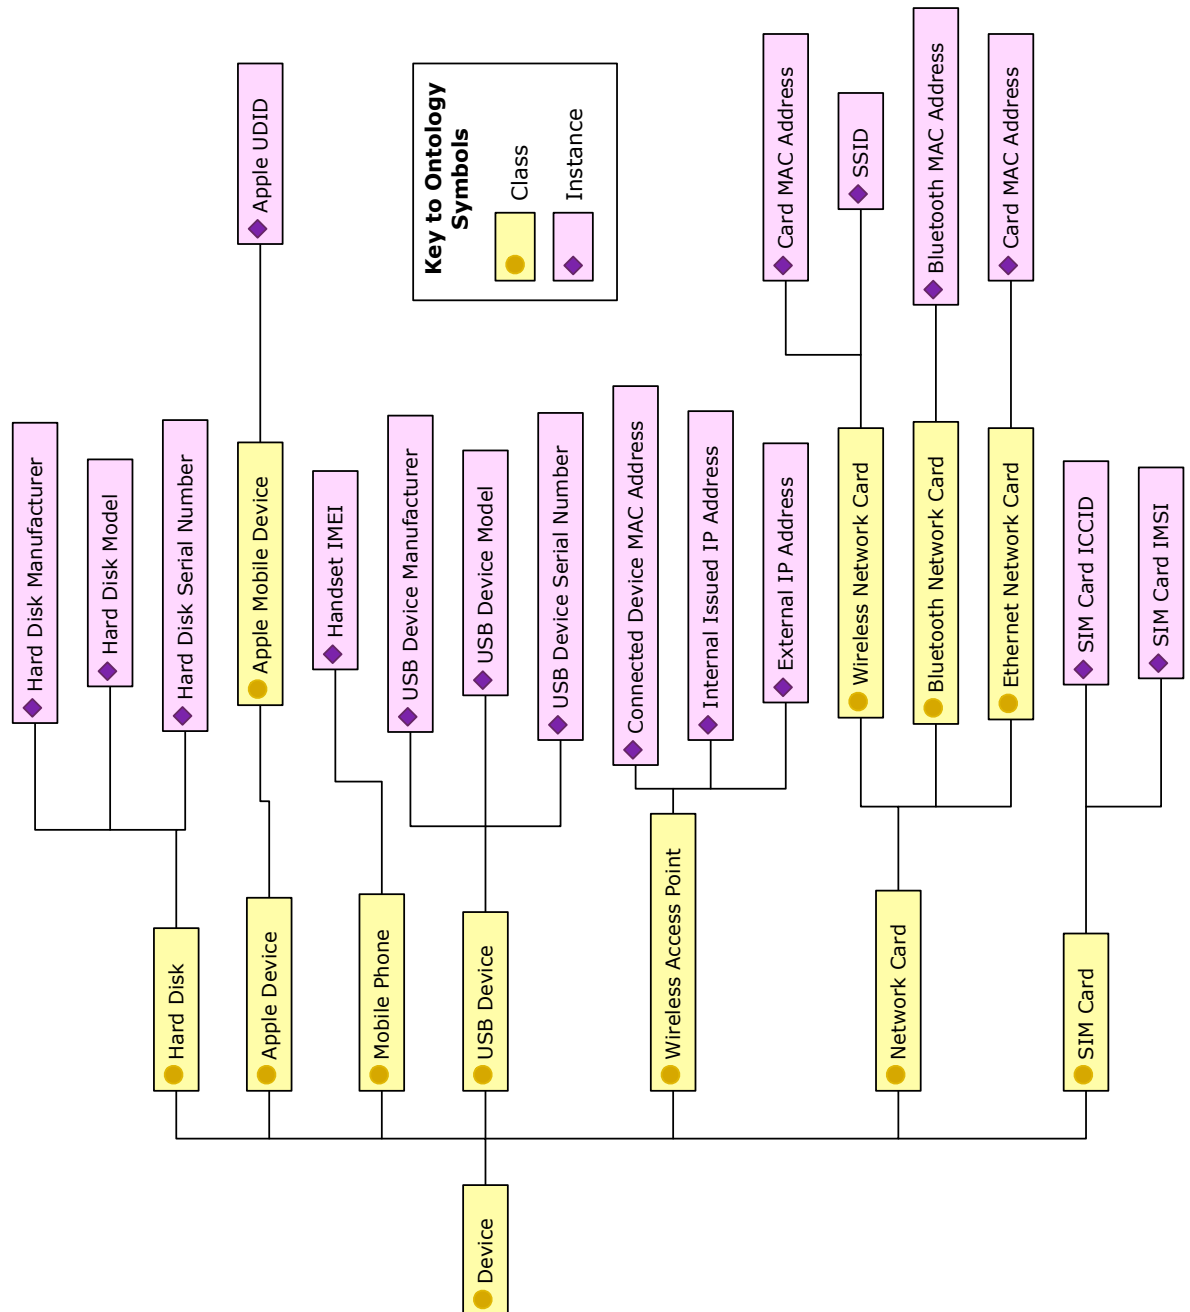 Device
Hard Disk
Hard Disk Manufacturer
Hard Disk Model
Hard Disk Serial Number
Apple Device
Apple Mobile Device
Apple UDID
Mobile Phone
Handset IMEI
USB Device
USB Device Manufacturer
USB Device Model
USB Device Serial Number
Wireless Access Point
Connected Device MAC Address
Internal Issued IP Address
External IP Address
Network Card
Wireless Network Card
Card MAC Address
SSID
Bluetooth Network Card
Bluetooth MAC Address
Ethernet Network Card
Card MAC Address
SIM Card
SIM Card ICCID
SIM Card IMSI
Key to Ontology
Symbols
Class
Instance